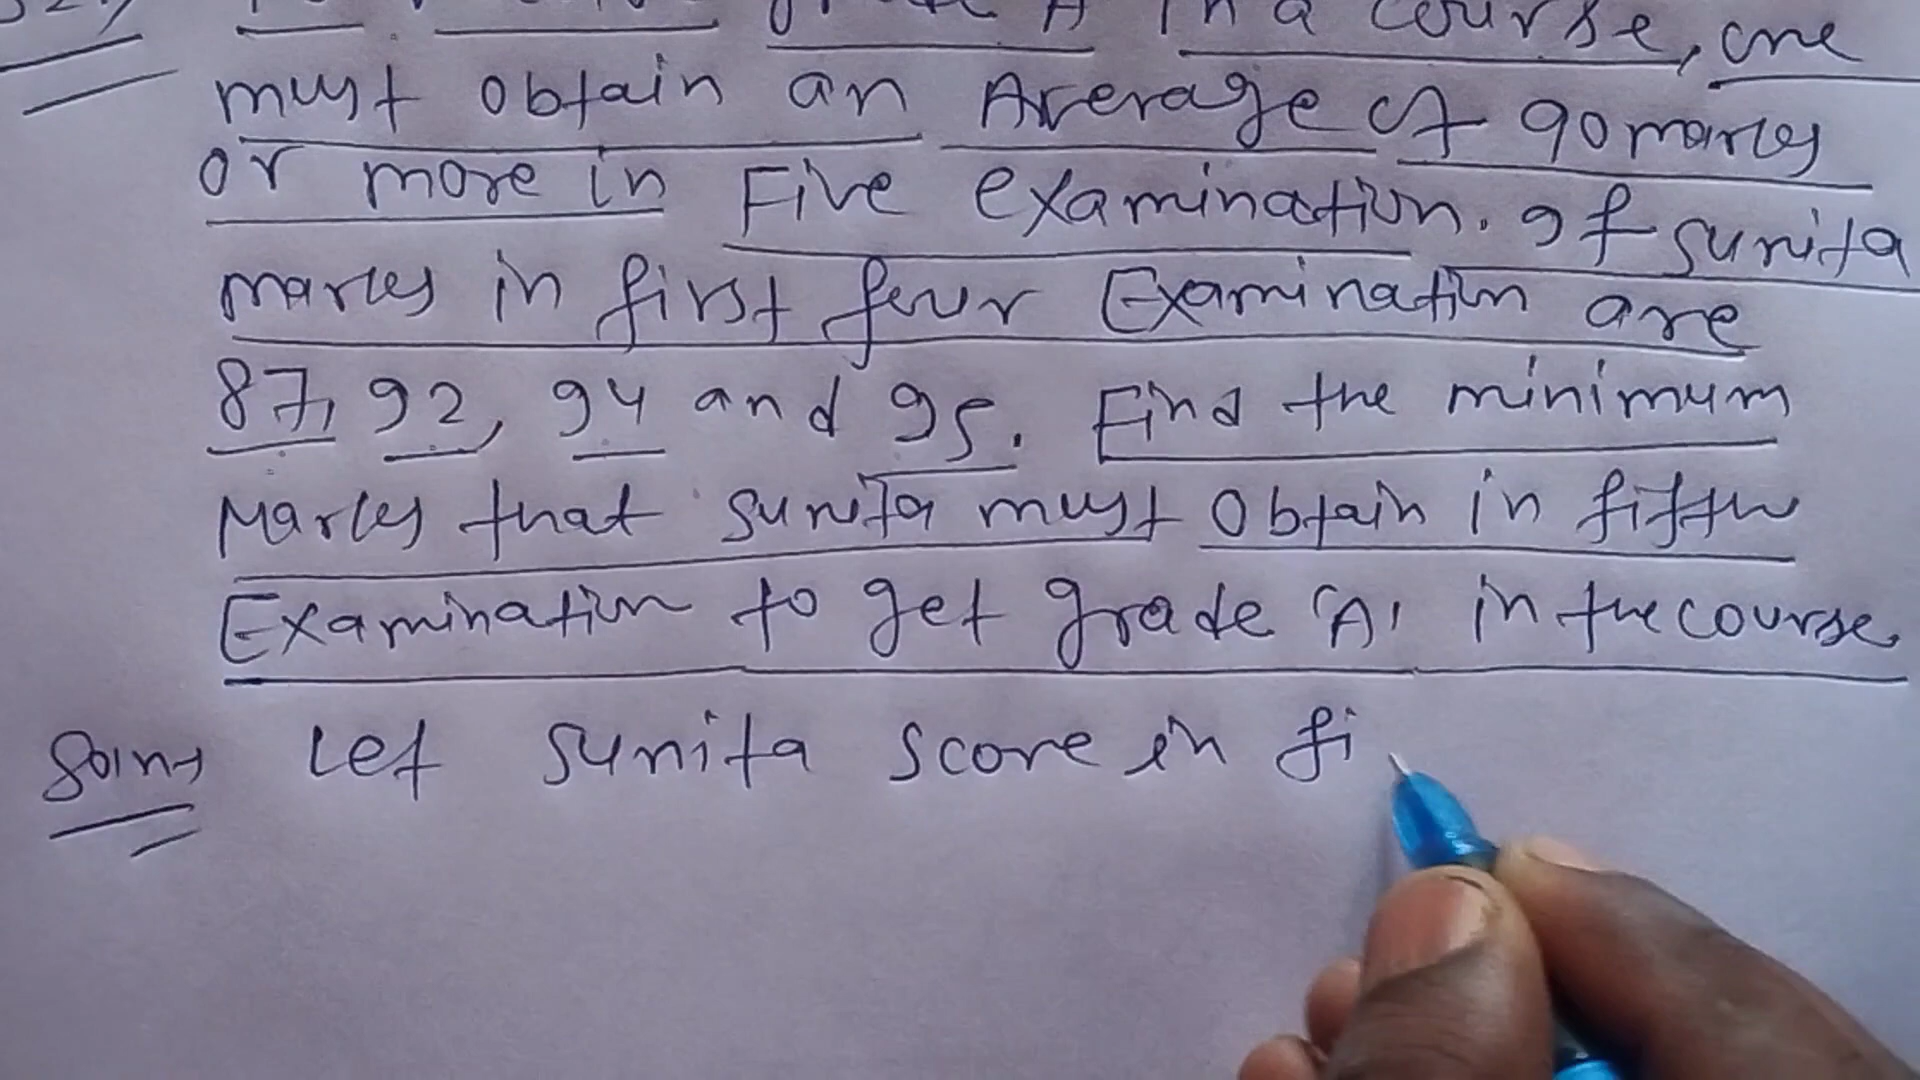 A in a course, one
must obtain an Average of 90 marks
or more in Five examination. If sunita
marks in first four Examination are
87, 92, 94 and 95. Find the minimum
Marks that sunita must obtain in fifth
Examination to get grade 'A' in the course.
Soln> Let sunita score in fi